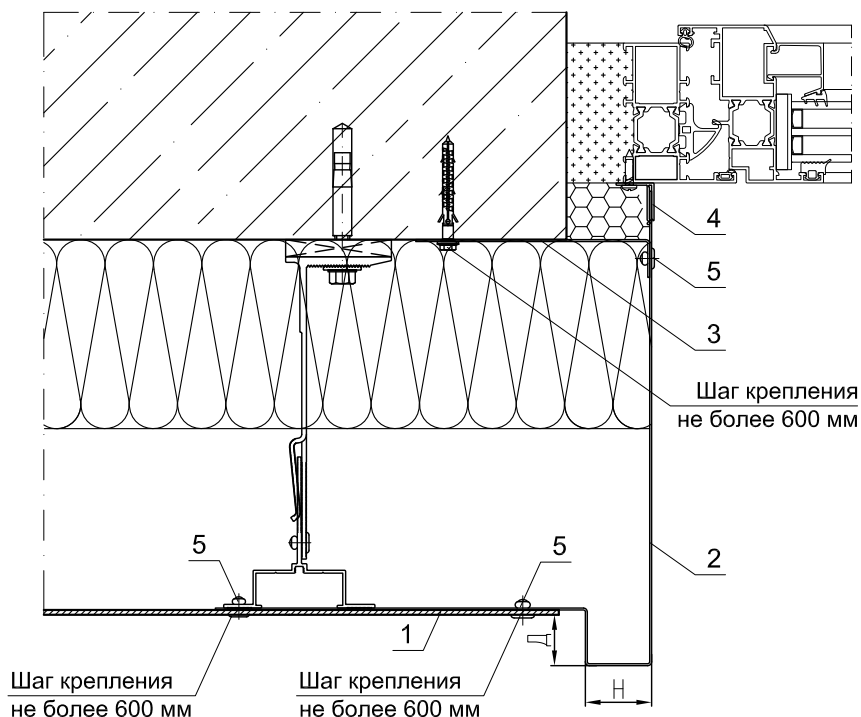 4
5
3
Шаг крепления
не более 600 мм
5
5
2
1
Д
Н
Шаг крепления
не более 600 мм
Шаг крепления
не более 600 мм